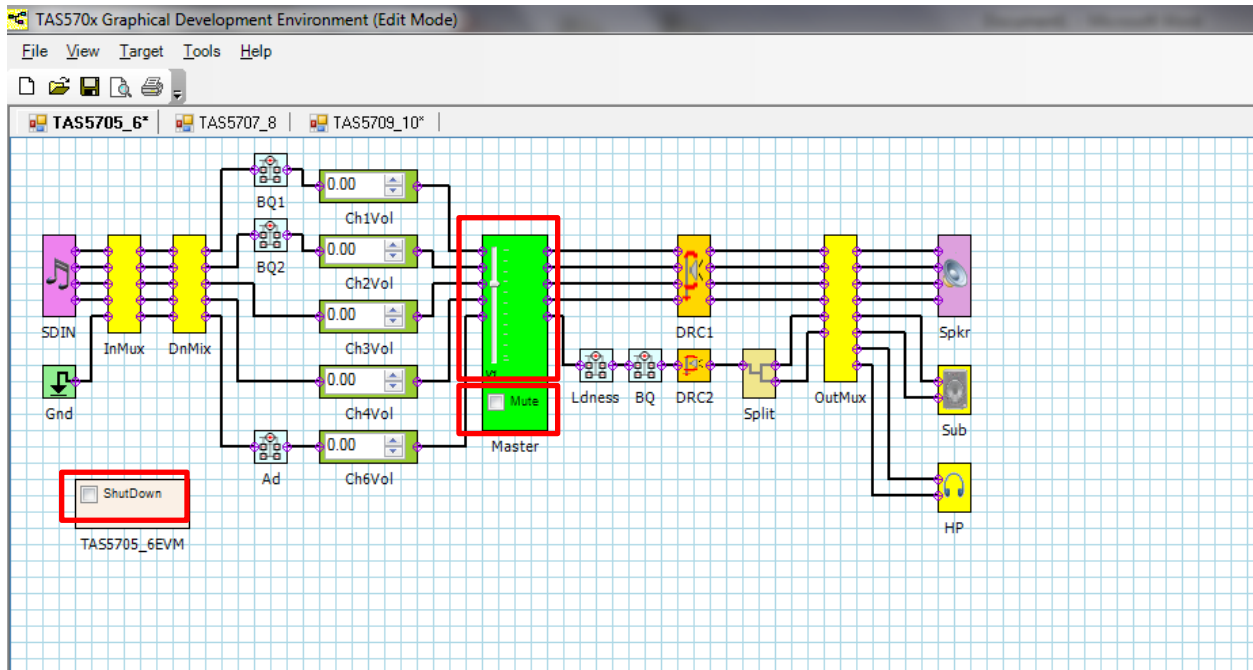 TAS570x Graphical Development Environment (Edit Mode)
File View Target Tools Help
TAS5705_6* TAS5707_8 TAS5709_10*
0.00
BQ1
Ch1Vol
0.00
BQ2
Ch2Vol
0.00
SDIN
InMux
DnMix
Ch3Vol
DRC1
Spkr
0.00
Mute
Gnd
Ch4Vol
Ldness
BQ
DRC2
Split
OutMux
Sub
0.00
Master
Ad
Ch6Vol
ShutDown
HP
TAS5705_6EVM